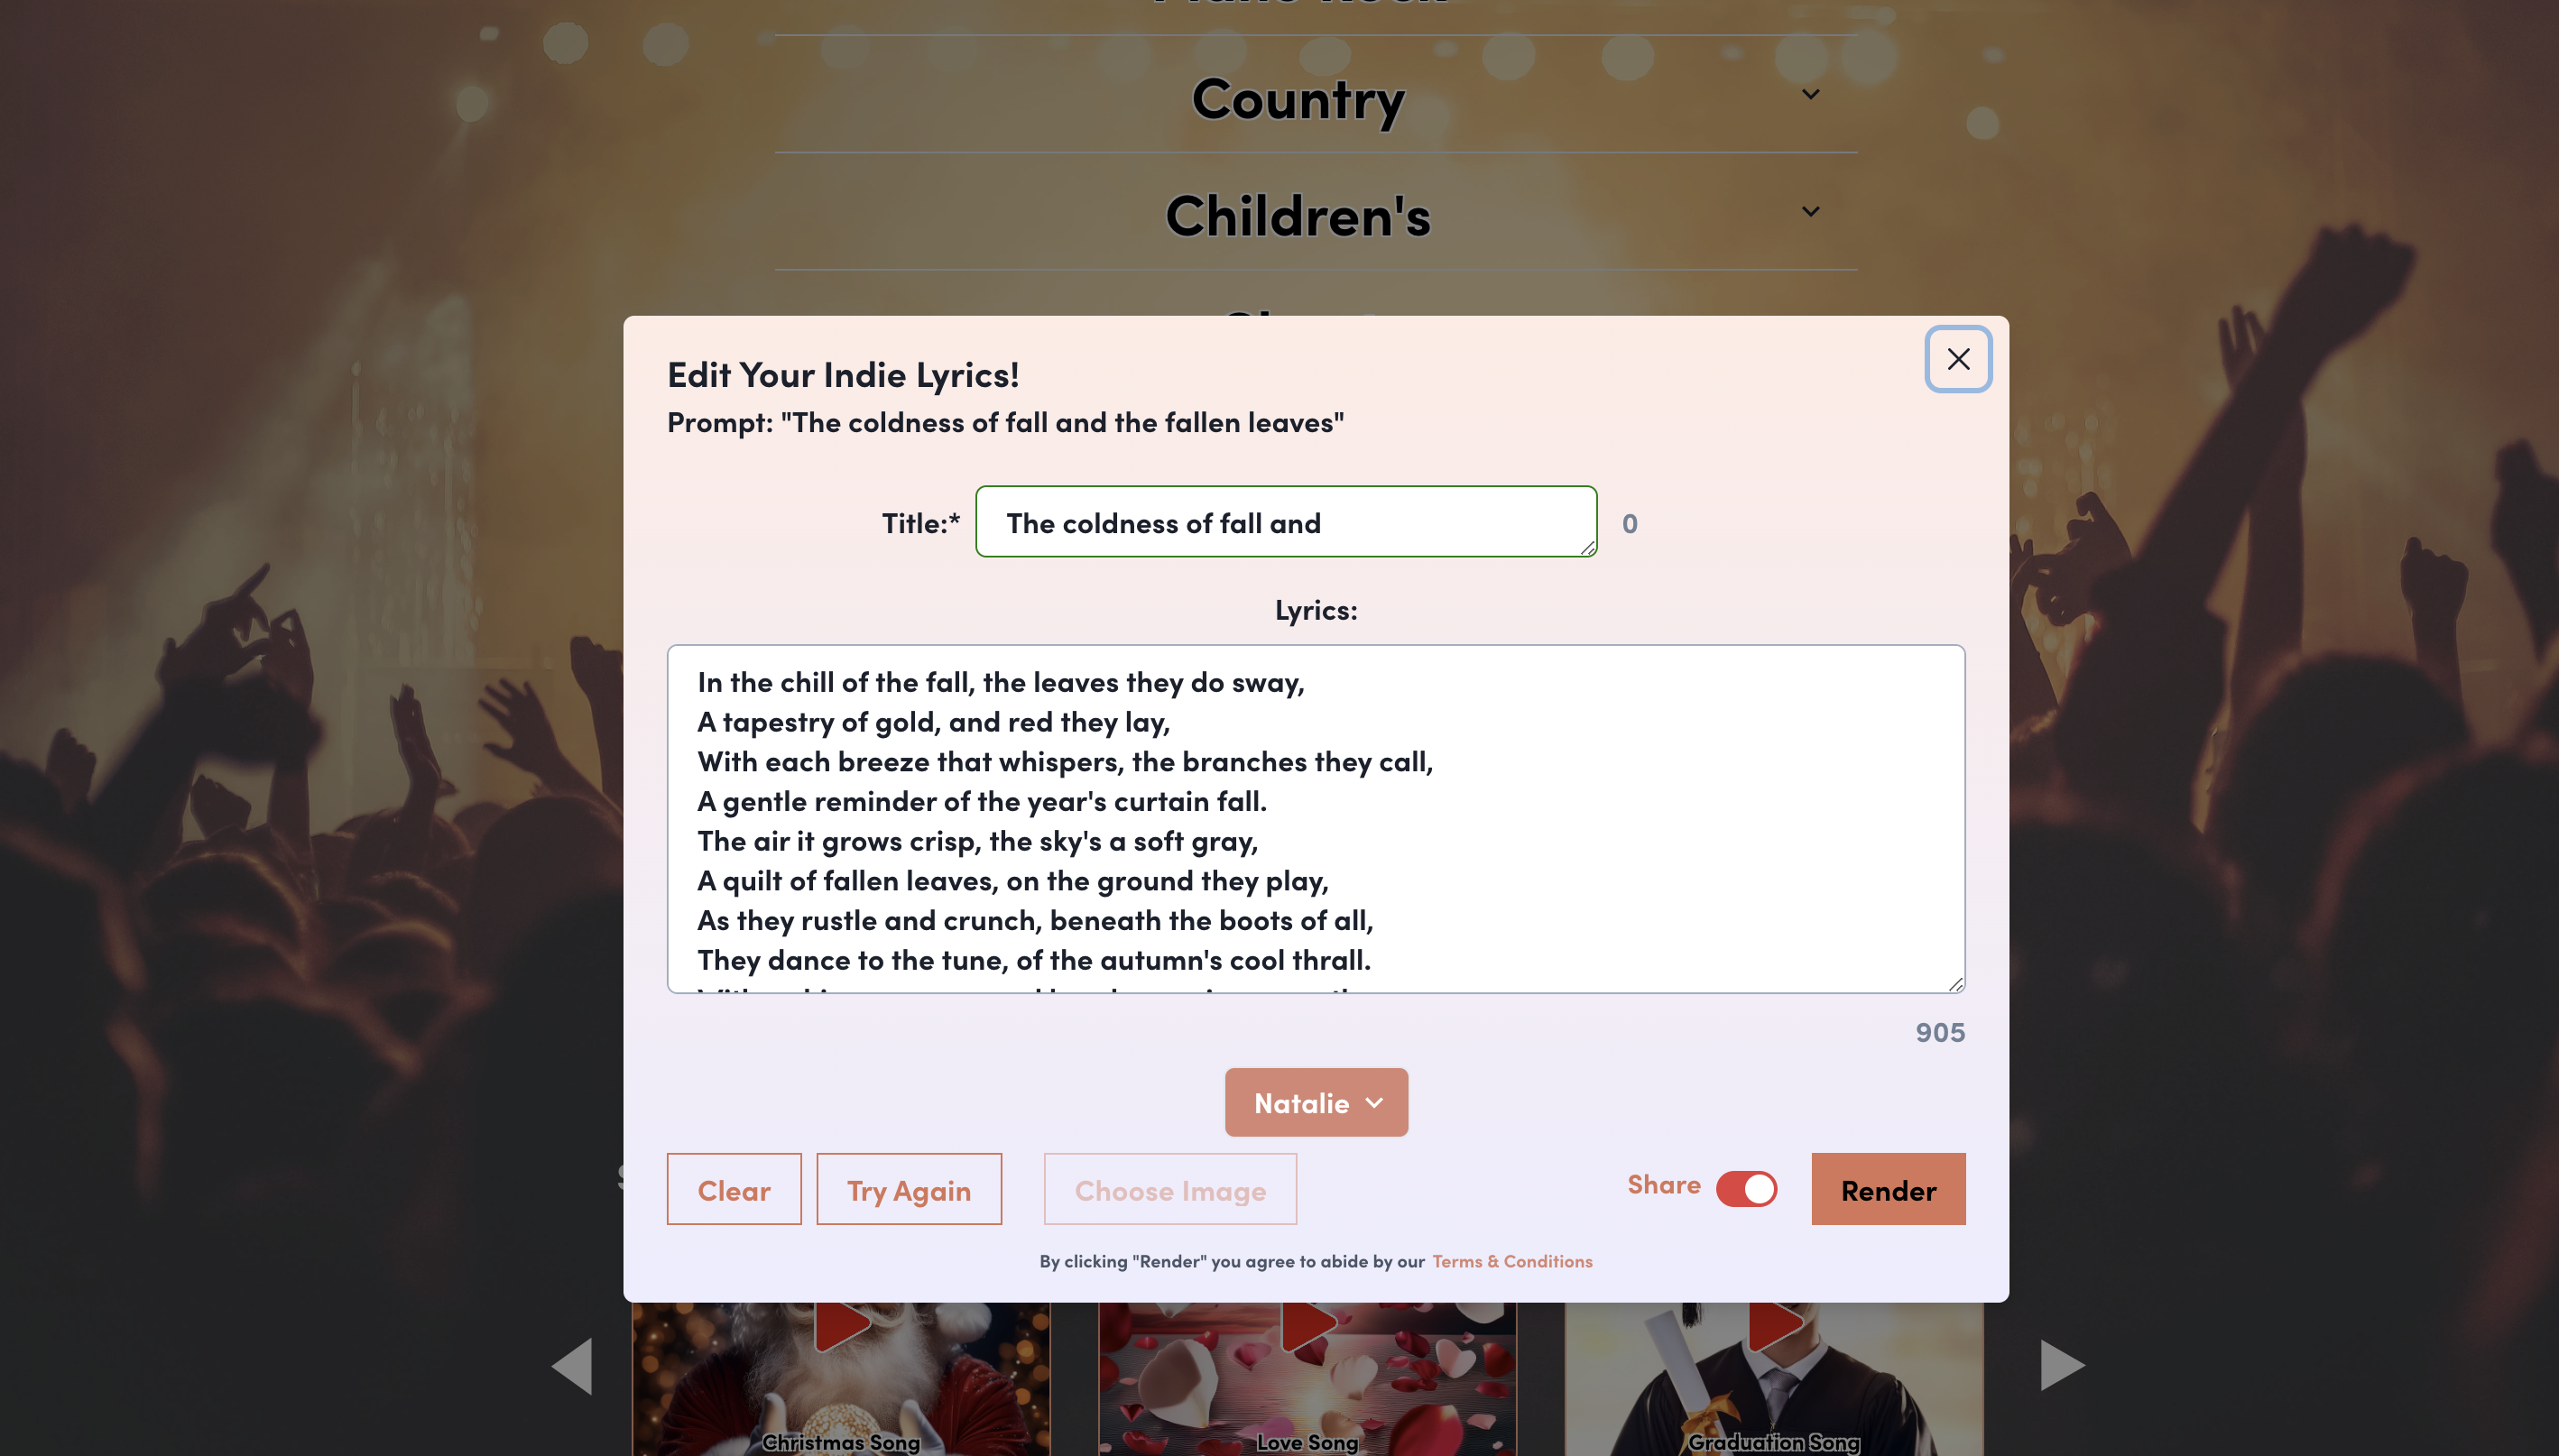 Country
Children's
Edit Your Indie Lyrics!
Prompt: "The coldness of fall and the fallen leaves"
Title:* The coldness of fall and 0
Lyrics:
In the chill of the fall, the leaves they do sway,
A tapestry of gold, and red they lay,
With each breeze that whispers, the branches they call,
A gentle reminder of the year's curtain fall.
The air it grows crisp, the sky's a soft gray,
A quilt of fallen leaves, on the ground they play,
As they rustle and crunch, beneath the boots of all,
They dance to the tune, of the autumn's cool thrall.
905
Natalie
Clear Try Again Choose Image Share Render
By clicking "Render" you agree to abide by our Terms & Conditions
Christmas Song Love Song Graduation Song